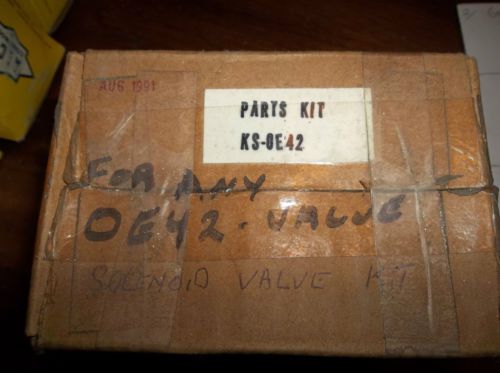 AUG 1991
PARTS KIT
KS-OE42
FOR ANY
OE42-VALVE
SOLENOID VALVE KIT